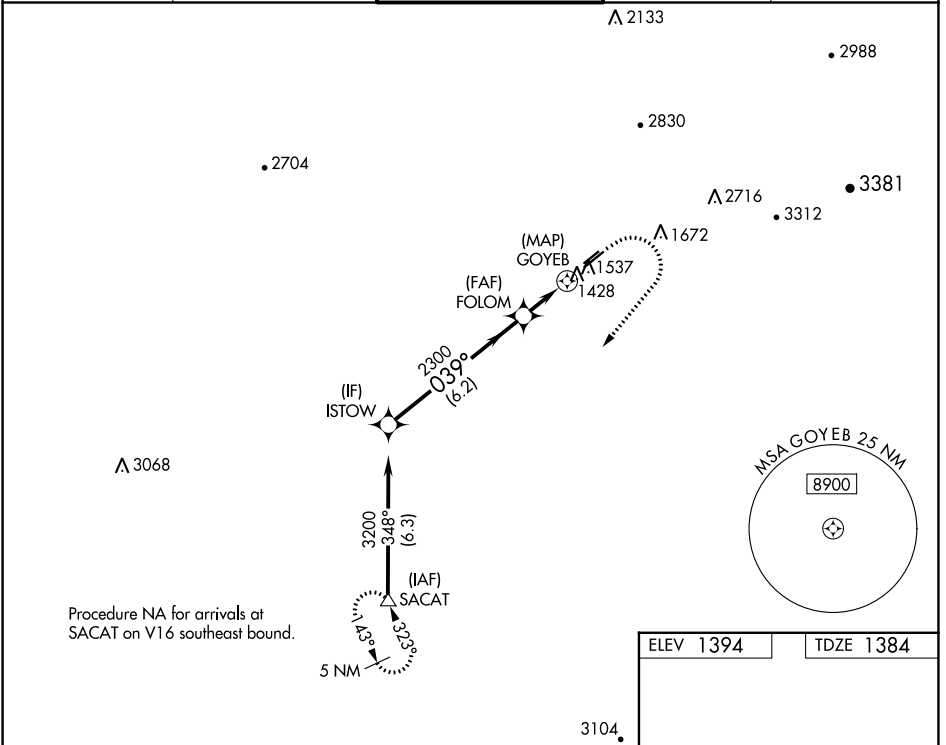 2133
2988
2830
2704
3381
2716
3312
1672
(MAP)
GOYEB
1537
1428
(FAF)
FOLOM
2300
039°
(6.2)
(IF)
ISTOW
3068
MSA GOYEB 25 NM
8900
3200
348°
(6.3)
(IAF)
SACAT
143°
323°
5 NM
Procedure NA for arrivals at
SACAT on V16 southeast bound.
ELEV 1394
TDZE 1384
3104